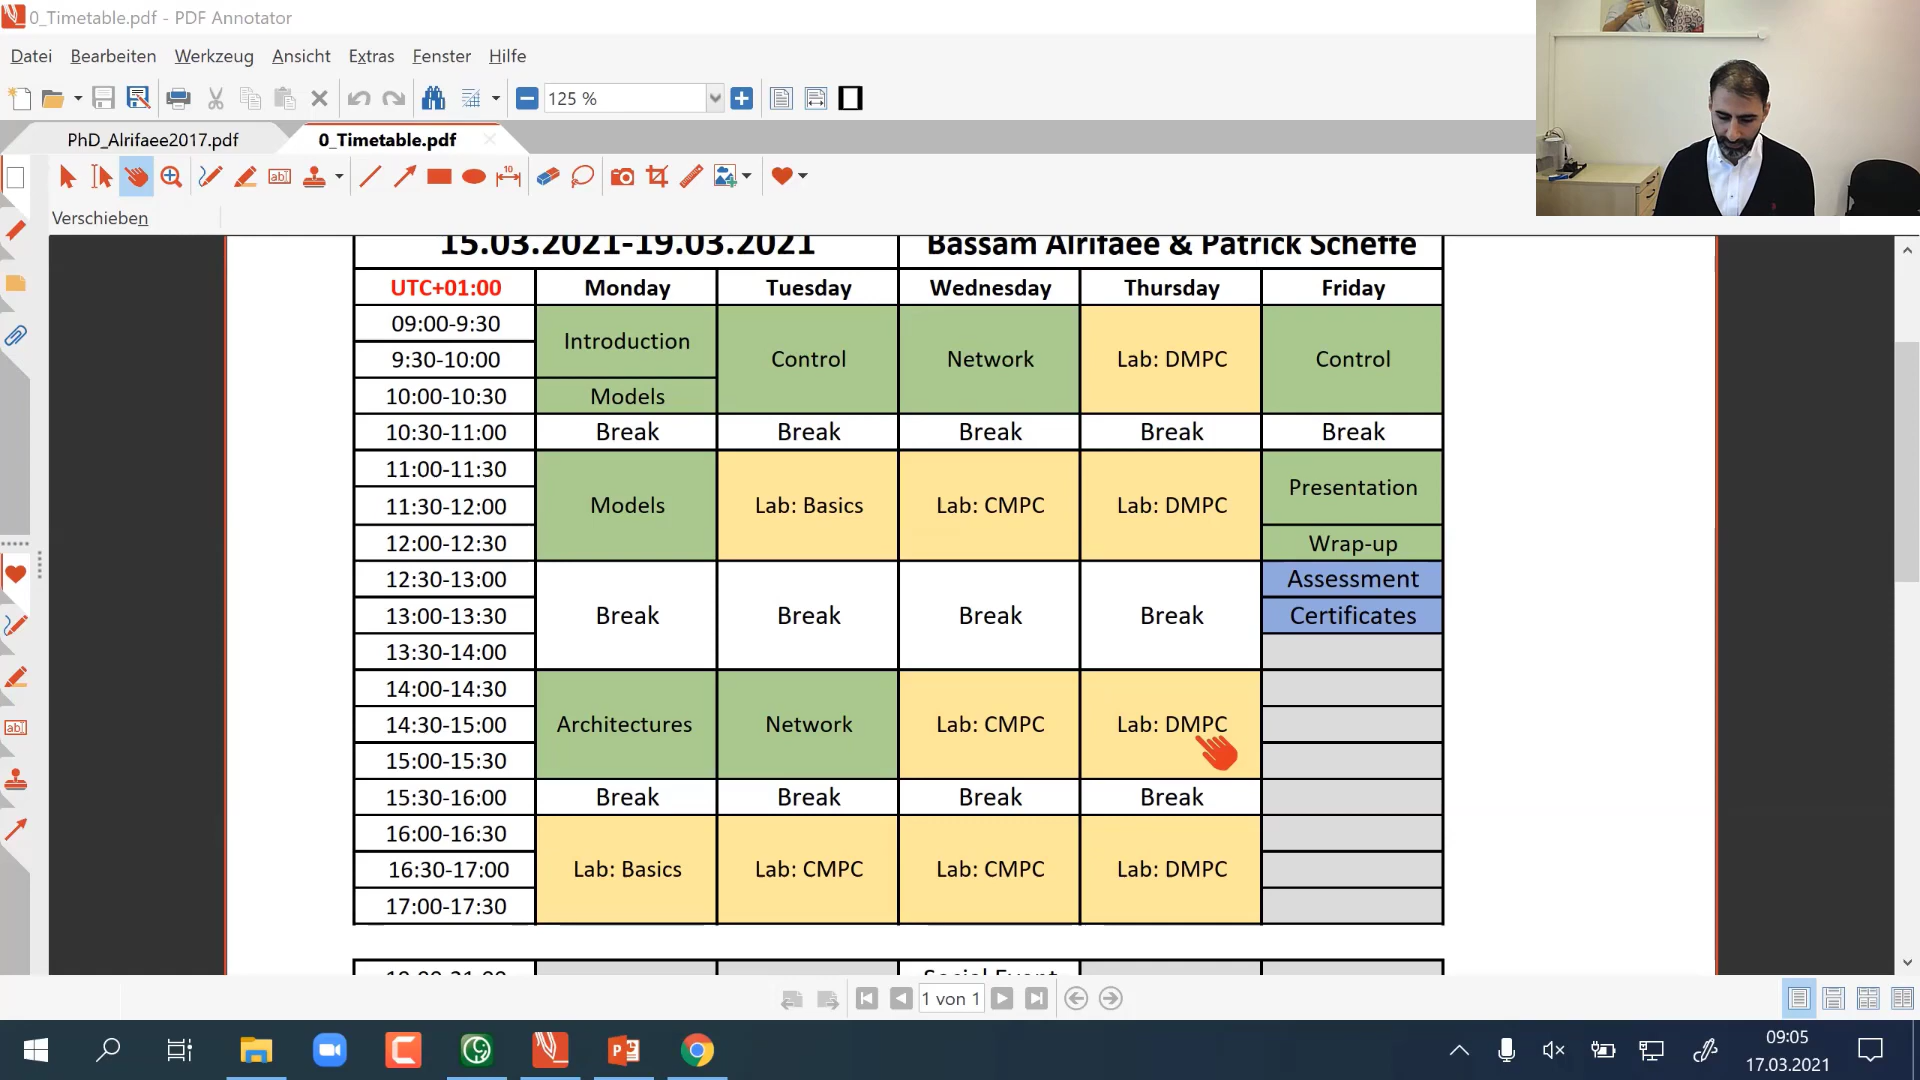 0_Timetable.pdf - PDF Annotator
Datei Bearbeiten Werkzeug Ansicht Extras Fenster Hilfe
125 %
PhD_Alrifaee2017.pdf 0_Timetable.pdf
Verschieben
15.03.2021-19.03.2021 Bassam Alrifaee & Patrick Scheffe
UTC+01:00 Monday Tuesday Wednesday Thursday Friday
09:00-9:30
Introduction
9:30-10:00 Control Network Lab: DMPC Control
10:00-10:30 Models
10:30-11:00 Break Break Break Break Break
11:00-11:30
Presentation
11:30-12:00 Models Lab: Basics Lab: CMPC Lab: DMPC
12:00-12:30 Wrap-up
12:30-13:00 Assessment
13:00-13:30 Break Break Break Break Certificates
13:30-14:00
14:00-14:30
14:30-15:00 Architectures Network Lab: CMPC Lab: DMPC
15:00-15:30
15:30-16:00 Break Break Break Break
16:00-16:30
16:30-17:00 Lab: Basics Lab: CMPC Lab: CMPC Lab: DMPC
17:00-17:30
Social Event
1 von 1
09:05
17.03.2021